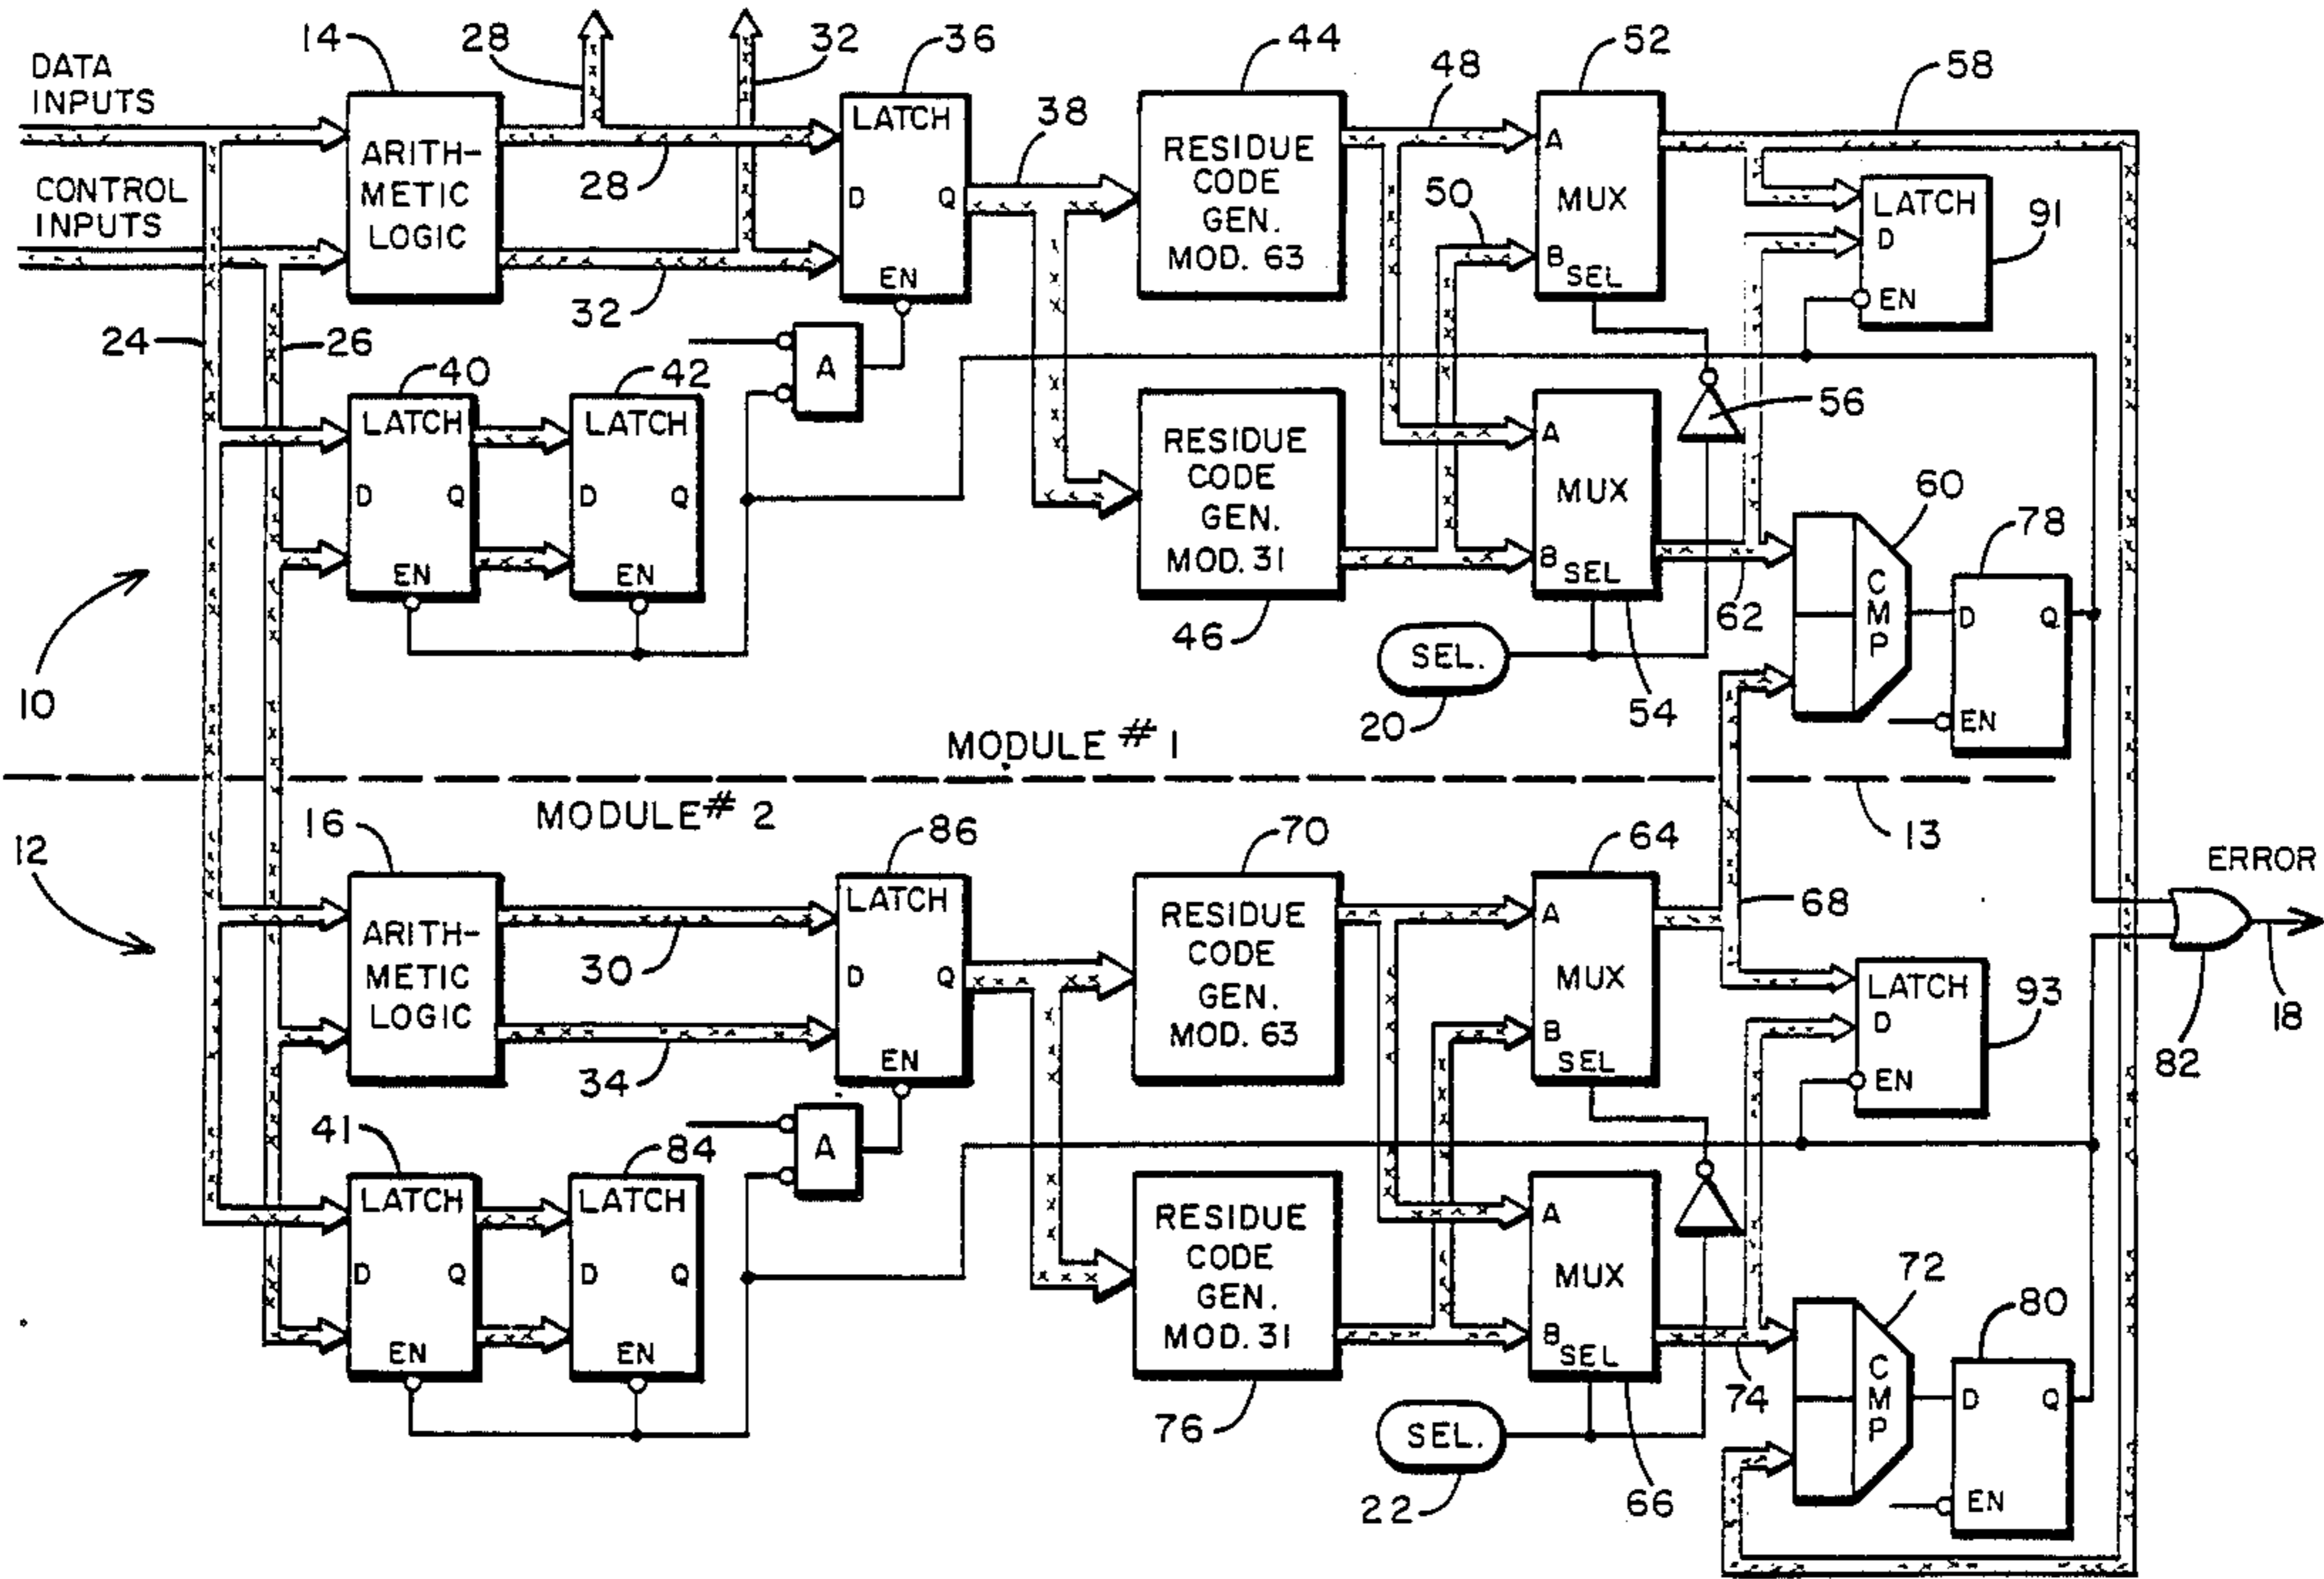 14
28
32
36
44
48
52
58
DATA
INPUTS
CONTROL
INPUTS
ARITH-
METIC
LOGIC
28
32
LATCH
D
Q
EN
38
RESIDUE
CODE
GEN.
MOD. 63
50
A
MUX
B
SEL
LATCH
D
EN
91
24
26
40
42
A
56
LATCH
D
Q
EN
LATCH
D
Q
EN
RESIDUE
CODE
GEN.
MOD. 31
46
A
MUX
B
SEL
54
62
60
78
CMP
D
Q
EN
SEL.
20
10
MODULE #1
MODULE #2
13
12
16
86
70
64
68
ERROR
18
82
ARITH-
METIC
LOGIC
30
34
LATCH
D
Q
EN
RESIDUE
CODE
GEN.
MOD. 63
A
MUX
B
SEL
LATCH
D
EN
93
41
84
A
LATCH
D
Q
EN
LATCH
D
Q
EN
RESIDUE
CODE
GEN.
MOD. 31
76
A
MUX
B
SEL
66
74
72
80
CMP
D
Q
EN
SEL.
22